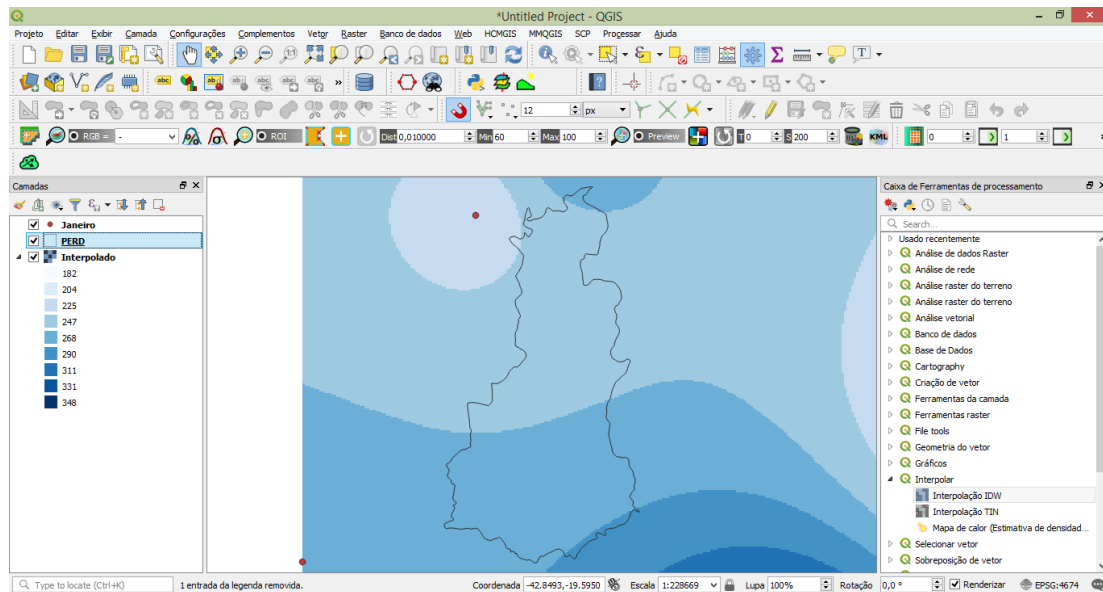 *Untitled Project - QGIS
Projeto Editar Exibir Camada Configurações Complementos Vetor Raster Banco de dados Web HCMGIS MMQGIS SCP Processar Ajuda
abc abc abc abc abc abc »
12 px
RGB = - ROI Dist 0,010000 Min 60 Max 100 Preview T 0 S 200 KML 0 1
Camadas
Janeiro
PERD
Interpolado
182
204
225
247
268
290
311
331
348
Caixa de Ferramentas de processamento
Search...
Usado recentemente
Análise de dados Raster
Análise de rede
Análise raster do terreno
Análise raster do terreno
Análise vetorial
Banco de dados
Base de Dados
Cartography
Criação de vetor
Ferramentas da camada
Ferramentas raster
File tools
Geometria do vetor
Gráficos
Interpolar
Interpolação IDW
Interpolação TIN
Mapa de calor (Estimativa de densidad...
Selecionar vetor
Sobreposição de vetor
Type to locate (Ctrl+K) 1 entrada da legenda removida. Coordenada -42.8493,-19.5950 Escala 1:228669 Lupa 100% Rotação 0,0 ° Renderizar EPSG:4674